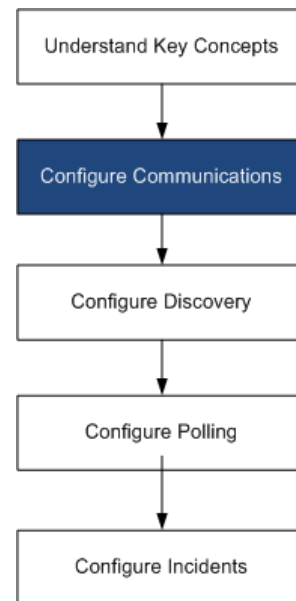 Understand Key Concepts
Configure Communications
Configure Discovery
Configure Polling
Configure Incidents